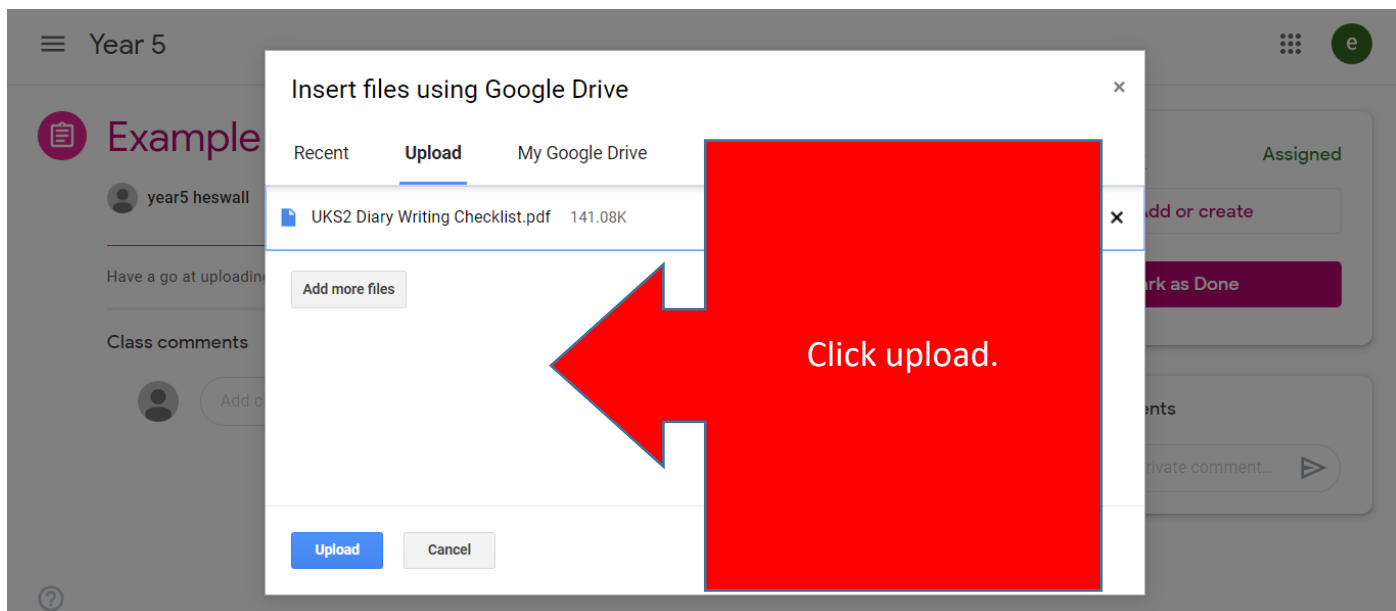 Year 5
e
Insert files using Google Drive
×
Example
Recent Upload My Google Drive
Assigned
year5 heswall
UKS2 Diary Writing Checklist.pdf 141.08K
×
dd or create
Have a go at uploadin
Add more files
rk as Done
Click upload.
Class comments
Add c
ents
rivate comment...
Upload Cancel
?